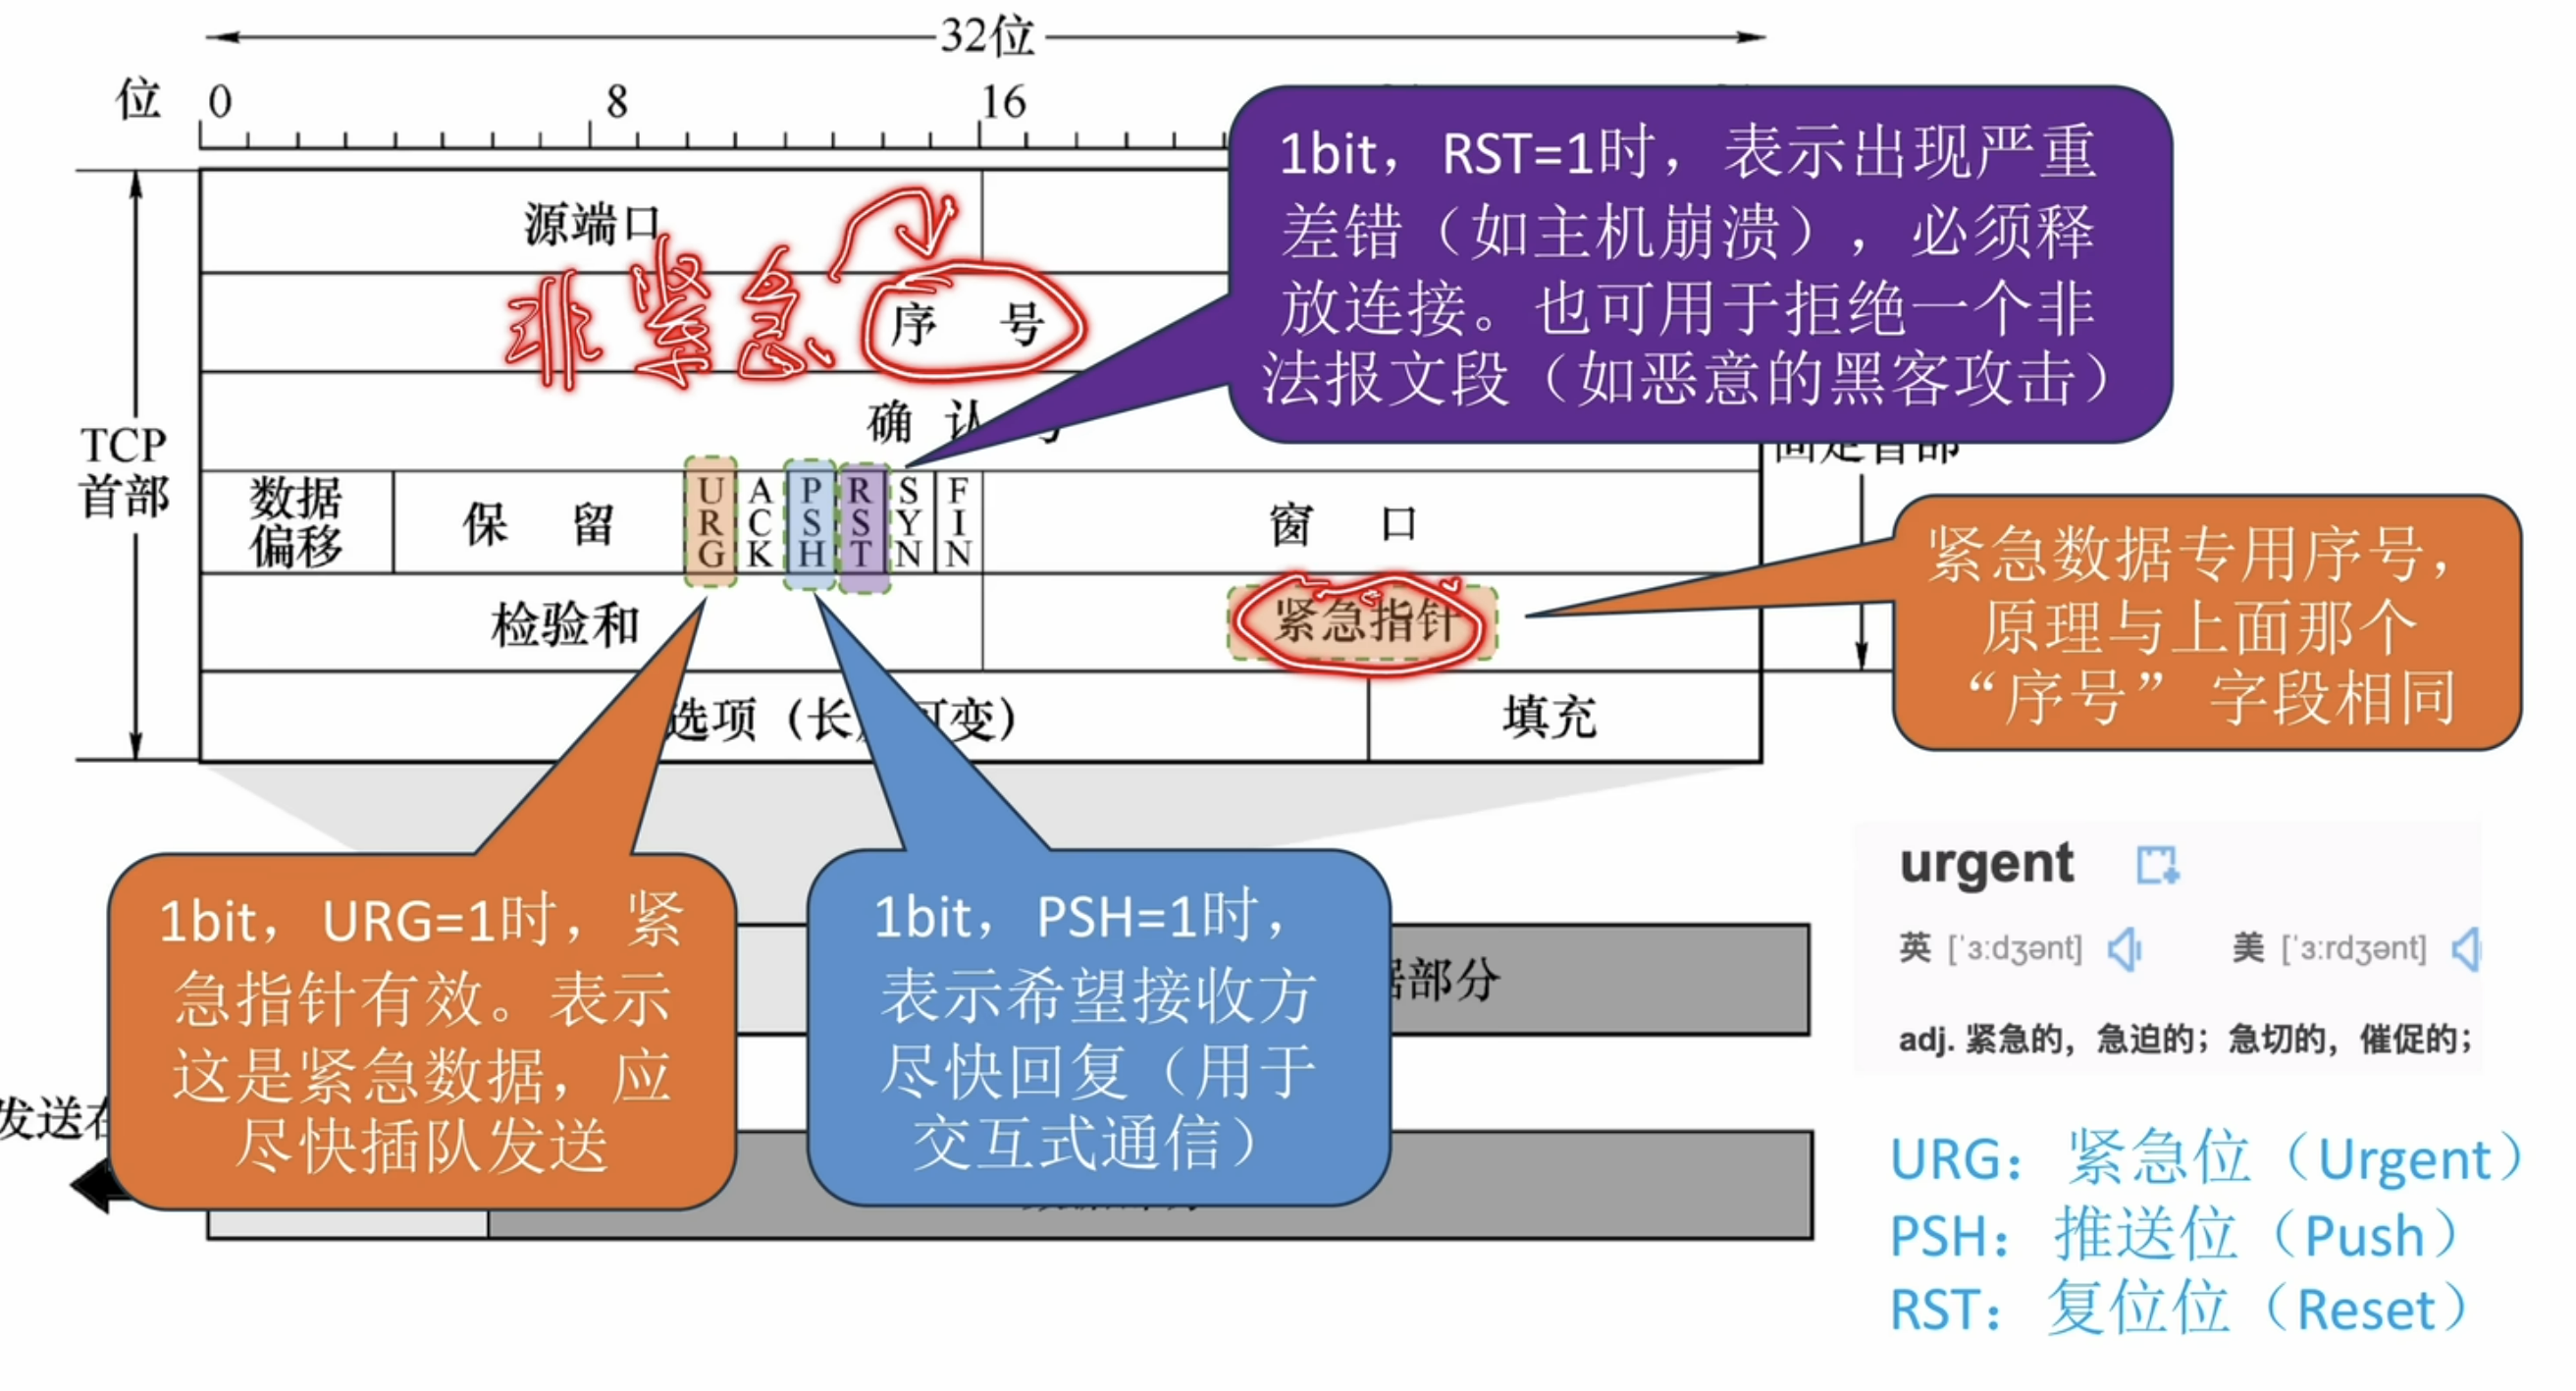 32位
位 0 8 16
1bit，RST=1时，表示出现严重
差错（如主机崩溃），必须释
放连接。也可用于拒绝一个非
法报文段（如恶意的黑客攻击）
源端口
非紧急
序 号
确 认
TCP
首部
数据
偏移
保 留
URG
ACK
PSH
RST
SYN
FIN
窗 口
固定首部
检验和
紧急指针
紧急数据专用序号，
原理与上面那个
“序号”字段相同
选项（长 可变）
填充
1bit，URG=1时，紧
急指针有效。表示
这是紧急数据，应
尽快插队发送
1bit，PSH=1时，
表示希望接收方
尽快回复（用于
交互式通信）
部分
发送在
urgent
英 [ˈɜːdʒənt] 美 [ˈɜːrdʒənt]
adj. 紧急的，急迫的；急切的，催促的；
URG：紧急位（Urgent）
PSH：推送位（Push）
RST：复位位（Reset）